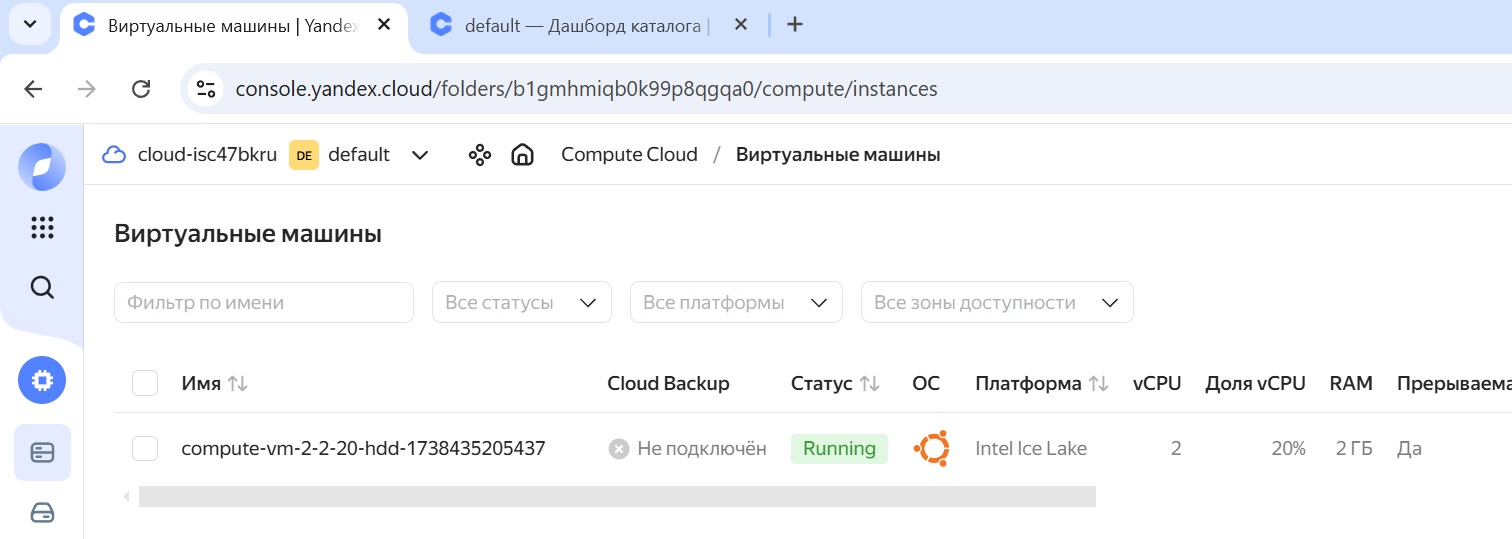 Виртуальные машины | Yande
default — Дашборд каталога |
console.yandex.cloud/folders/b1gmhmiqb0k99p8qgqa0/compute/instances
cloud-isc47bkru DE default Compute Cloud / Виртуальные машины
Виртуальные машины
Фильтр по имени Все статусы Все платформы Все зоны доступности
Имя Cloud Backup Статус ОС Платформа vCPU Доля vCPU RAM Прерываема
compute-vm-2-2-20-hdd-1738435205437 Не подключён Running Intel Ice Lake 2 20% 2 ГБ Да